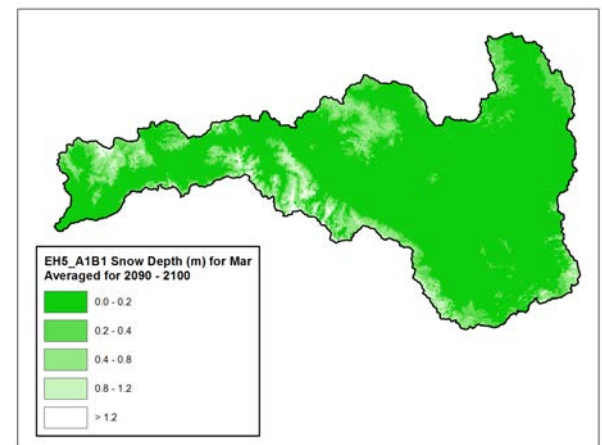 EH5_A1B1 Snow Depth (m) for Mar
Averaged for 2090 - 2100
0.0 - 0.2
0.2 - 0.4
0.4 - 0.8
0.8 - 1.2
> 1.2